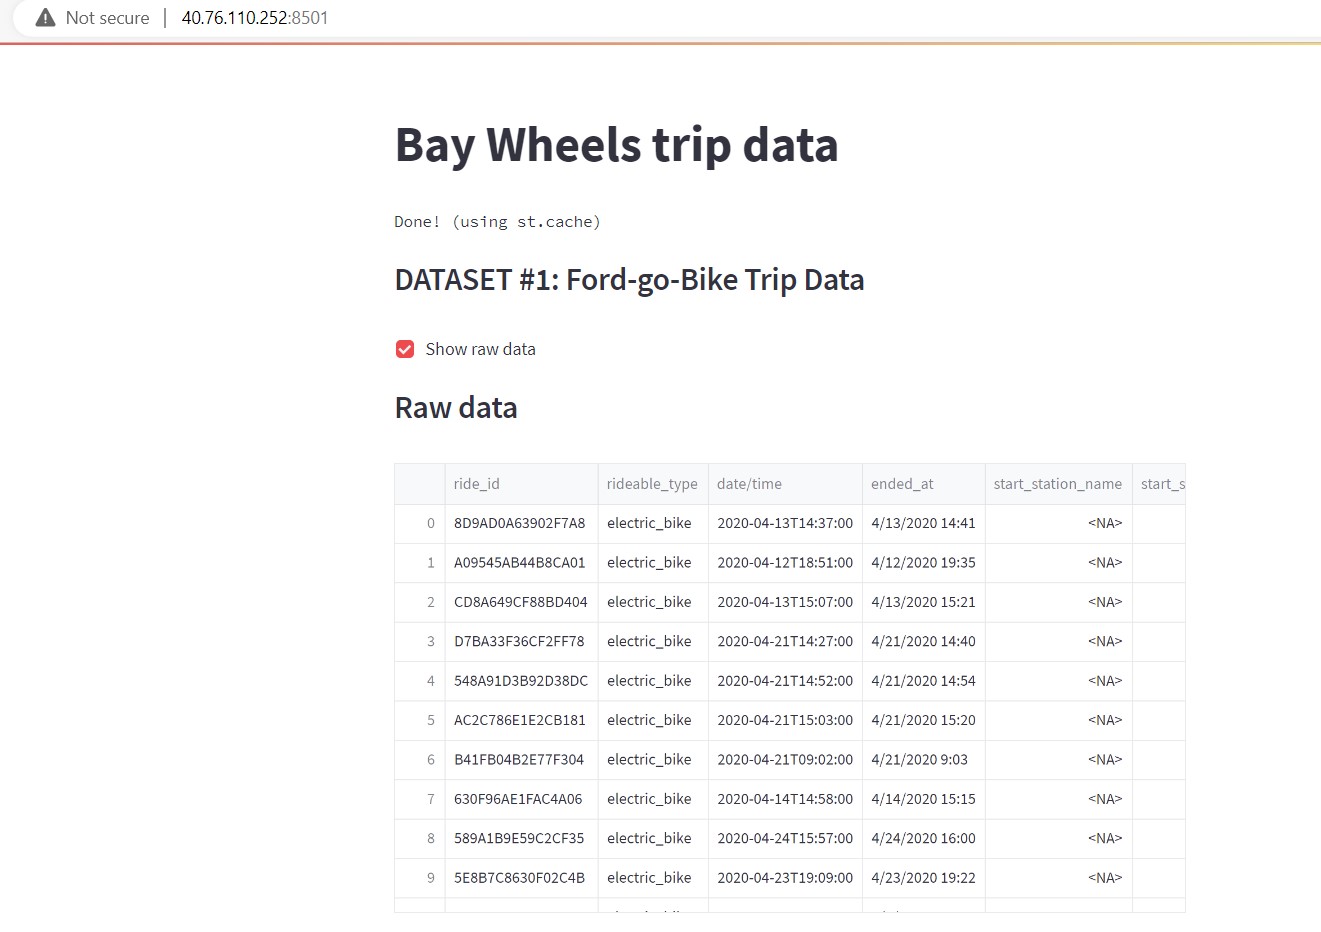 Not secure | 40.76.110.252:8501
Bay Wheels trip data
Done! (using st.cache)
DATASET #1: Ford-go-Bike Trip Data
Show raw data
Raw data
ride_id rideable_type date/time ended_at start_station_name start_s
0 8D9AD0A63902F7A8 electric_bike 2020-04-13T14:37:00 4/13/2020 14:41 <NA>
1 A09545AB44B8CA01 electric_bike 2020-04-12T18:51:00 4/12/2020 19:35 <NA>
2 CD8A649CF88BD404 electric_bike 2020-04-13T15:07:00 4/13/2020 15:21 <NA>
3 D7BA33F36CF2FF78 electric_bike 2020-04-21T14:27:00 4/21/2020 14:40 <NA>
4 548A91D3B92D38DC electric_bike 2020-04-21T14:52:00 4/21/2020 14:54 <NA>
5 AC2C786E1E2CB181 electric_bike 2020-04-21T15:03:00 4/21/2020 15:20 <NA>
6 B41FB04B2E77F304 electric_bike 2020-04-21T09:02:00 4/21/2020 9:03 <NA>
7 630F96AE1FAC4A06 electric_bike 2020-04-14T14:58:00 4/14/2020 15:15 <NA>
8 589A1B9E59C2CF35 electric_bike 2020-04-24T15:57:00 4/24/2020 16:00 <NA>
9 5E8B7C8630F02C4B electric_bike 2020-04-23T19:09:00 4/23/2020 19:22 <NA>